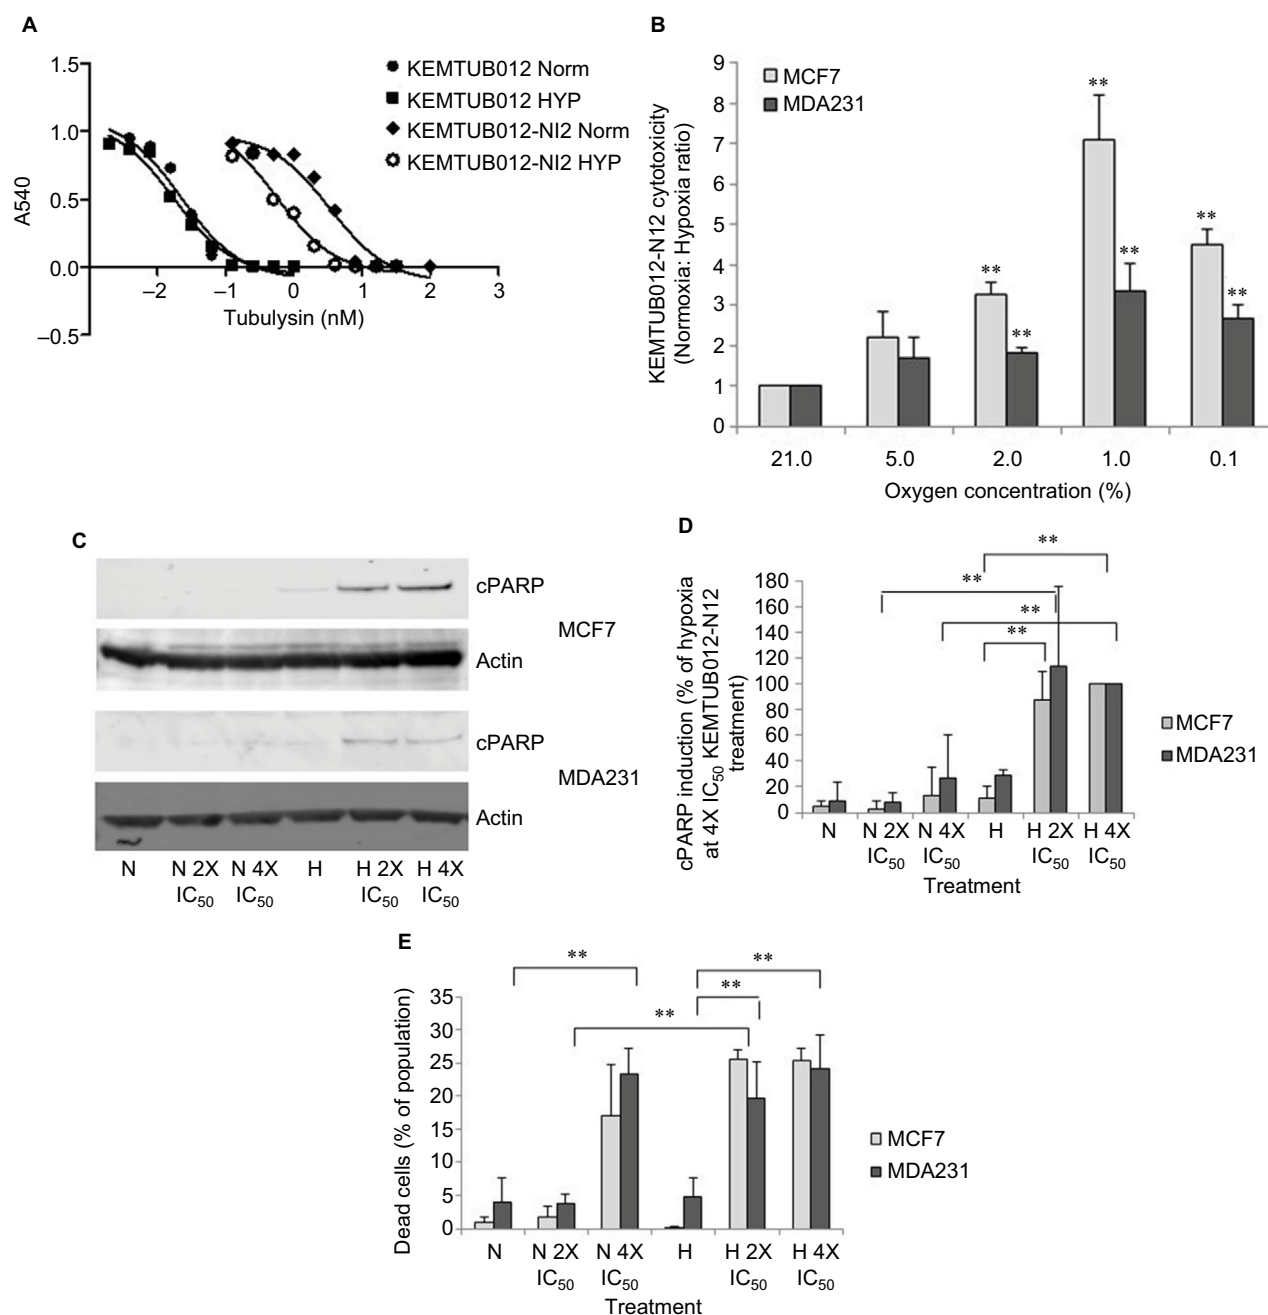 A
1.5
1.0
0.5
0.0
–0.5
A540
–2
–1
0
1
2
3
Tubulysin (nM)
KEMTUB012 Norm
KEMTUB012 HYP
KEMTUB012-NI2 Norm
KEMTUB012-NI2 HYP
B
KEMTUB012-N12 cytotoxicity
(Normoxia: Hypoxia ratio)
9
8
7
6
5
4
3
2
1
0
MCF7
MDA231
**
**
**
**
**
**
21.0
5.0
2.0
1.0
0.1
Oxygen concentration (%)
C
cPARP
MCF7
Actin
cPARP
MDA231
Actin
N
N 2X IC50
N 4X IC50
H
H 2X IC50
H 4X IC50
D
cPARP induction (% of hypoxia
at 4X IC50 KEMTUB012-N12
treatment)
180
160
140
120
100
80
60
40
20
0
**
**
**
**
MCF7
MDA231
N
N 2X IC50
N 4X IC50
H
H 2X IC50
H 4X IC50
Treatment
E
Dead cells (% of population)
35
30
25
20
15
10
5
0
**
**
**
**
MCF7
MDA231
N
N 2X IC50
N 4X IC50
H
H 2X IC50
H 4X IC50
Treatment